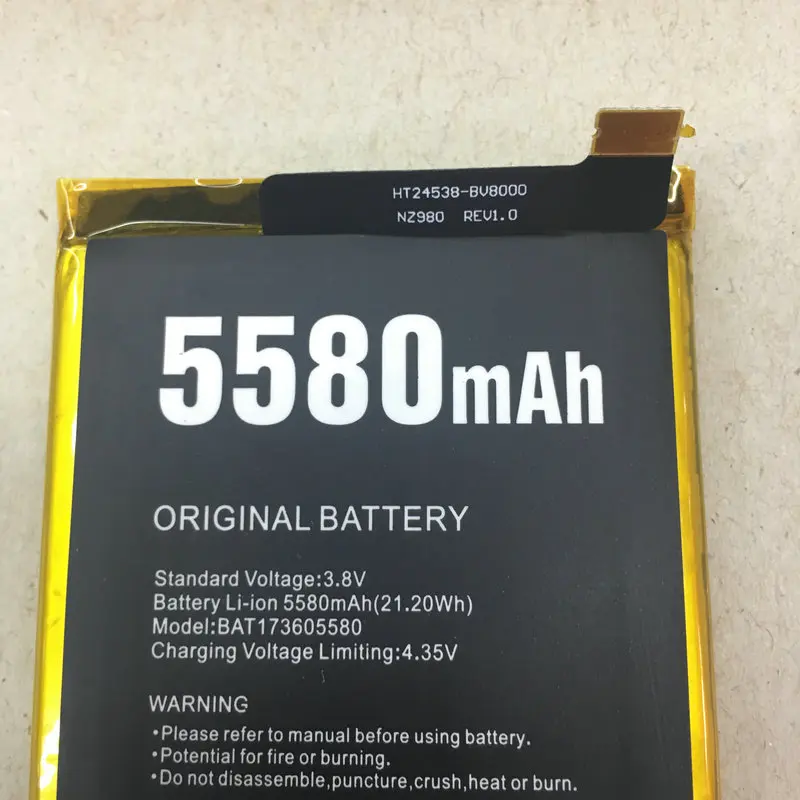 HT24538-BV8000
NZ980 REV1.0
5580mAh
ORIGINAL BATTERY
Standard Voltage:3.8V
Battery Li-ion 5580mAh(21.20Wh)
Model:BAT173605580
Charging Voltage Limiting:4.35V
WARNING
•Please refer to manual before using battery.
•Potential for fire or burning.
•Do not disassemble,puncture,crush,heat or burn.